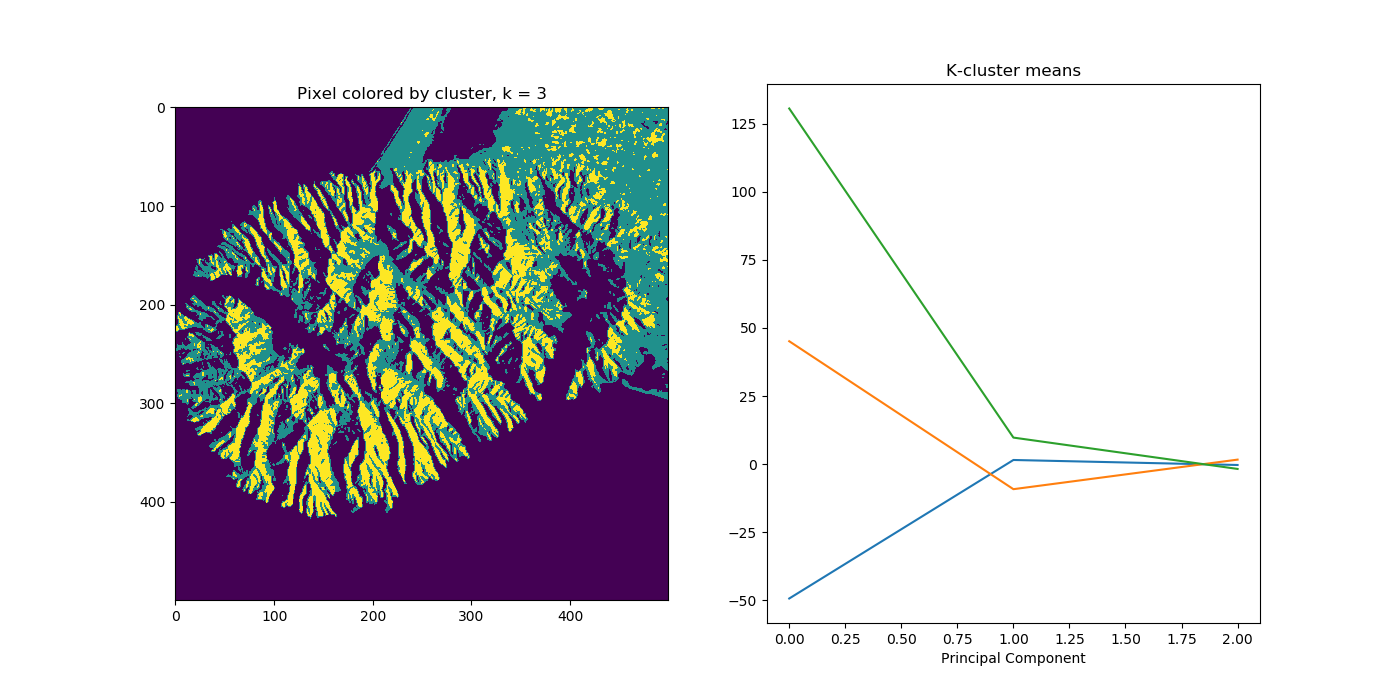 Pixel colored by cluster, k = 3
0
100
200
300
400
0 100 200 300 400
K-cluster means
125
100
75
50
25
0
−25
−50
0.00 0.25 0.50 0.75 1.00 1.25 1.50 1.75 2.00
Principal Component